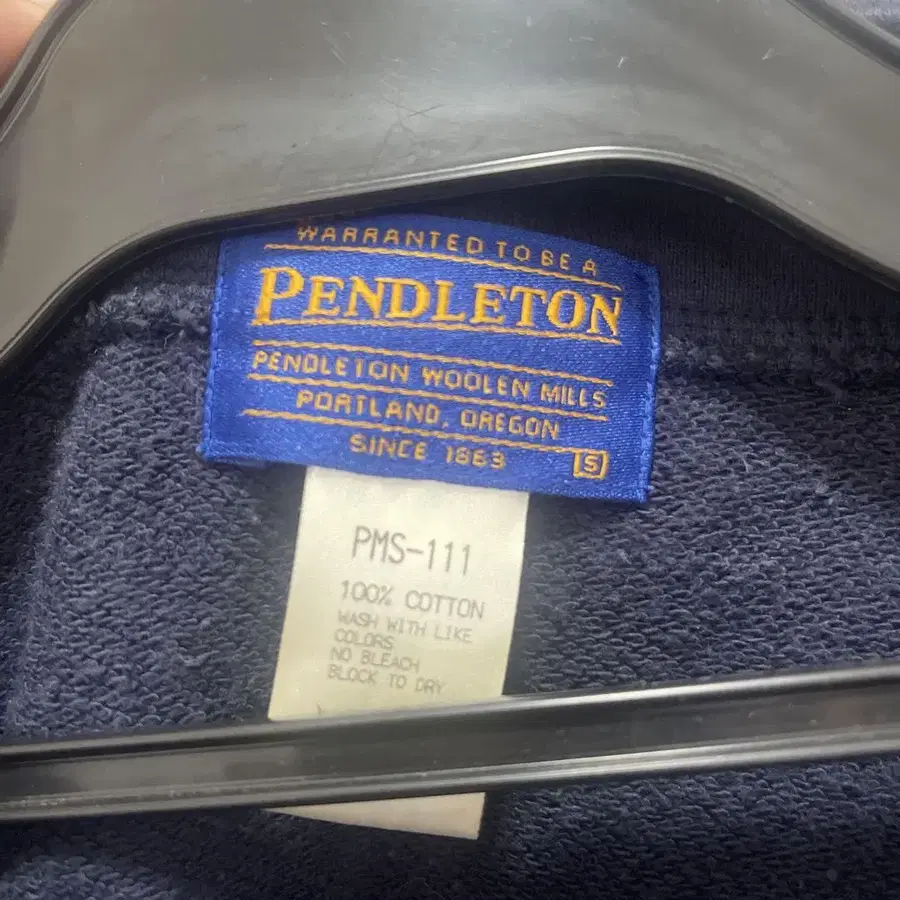 WARRANTED TO BE A
PENDLETON
PENDLETON WOOLEN MILLS
PORTLAND, OREGON
SINCE 1863
S
PMS-111
100% COTTON
WASH WITH LIKE
COLORS
NO BLEACH
BLOCK TO DRY